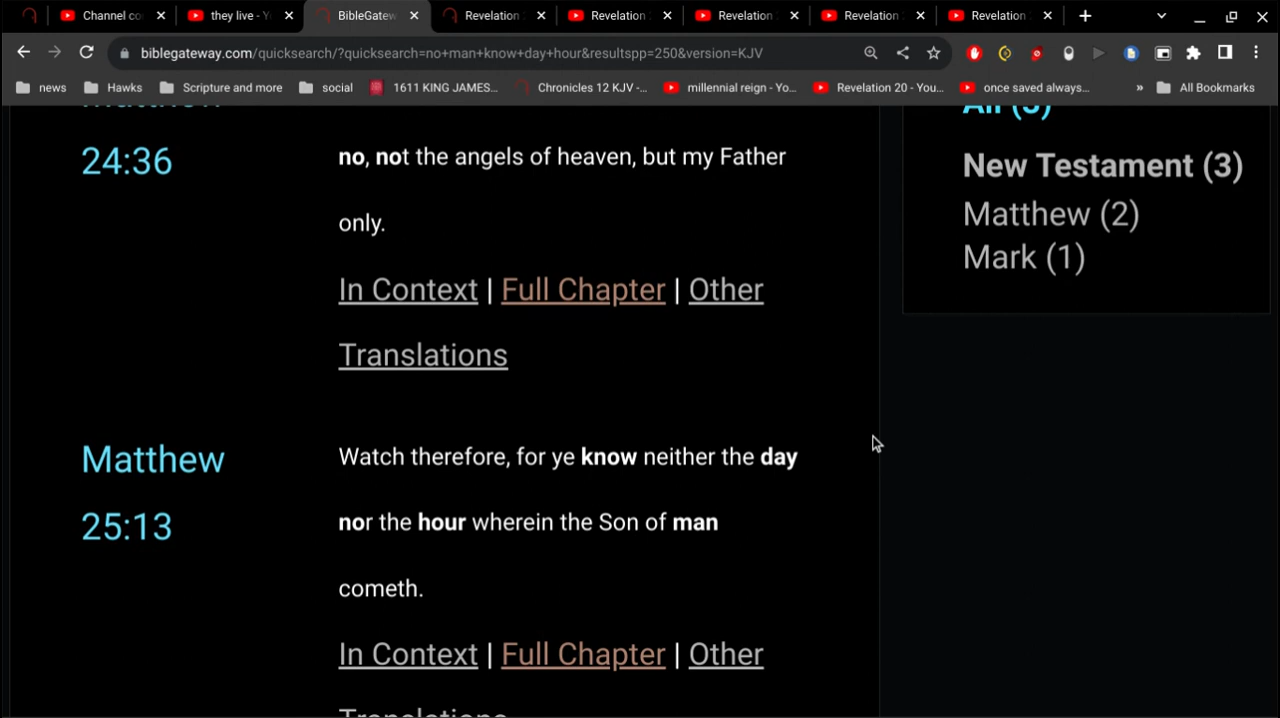 Channel co
they live - Y
BibleGatew
Revelation
Revelation
Revelation
Revelation
Revelation
biblegateway.com/quicksearch/?quicksearch=no+man+know+day+hour&resultspp=250&version=KJV
news
Hawks
Scripture and more
social
1611 KING JAMES...
Chronicles 12 KJV -...
millennial reign - Yo...
Revelation 20 - You...
once saved always...
»
All Bookmarks
Matthew
24:36
no, not the angels of heaven, but my Father
only.
In Context | Full Chapter | Other
Translations
Matthew
25:13
Watch therefore, for ye know neither the day
nor the hour wherein the Son of man
cometh.
In Context | Full Chapter | Other
Translations
All (3)
New Testament (3)
Matthew (2)
Mark (1)